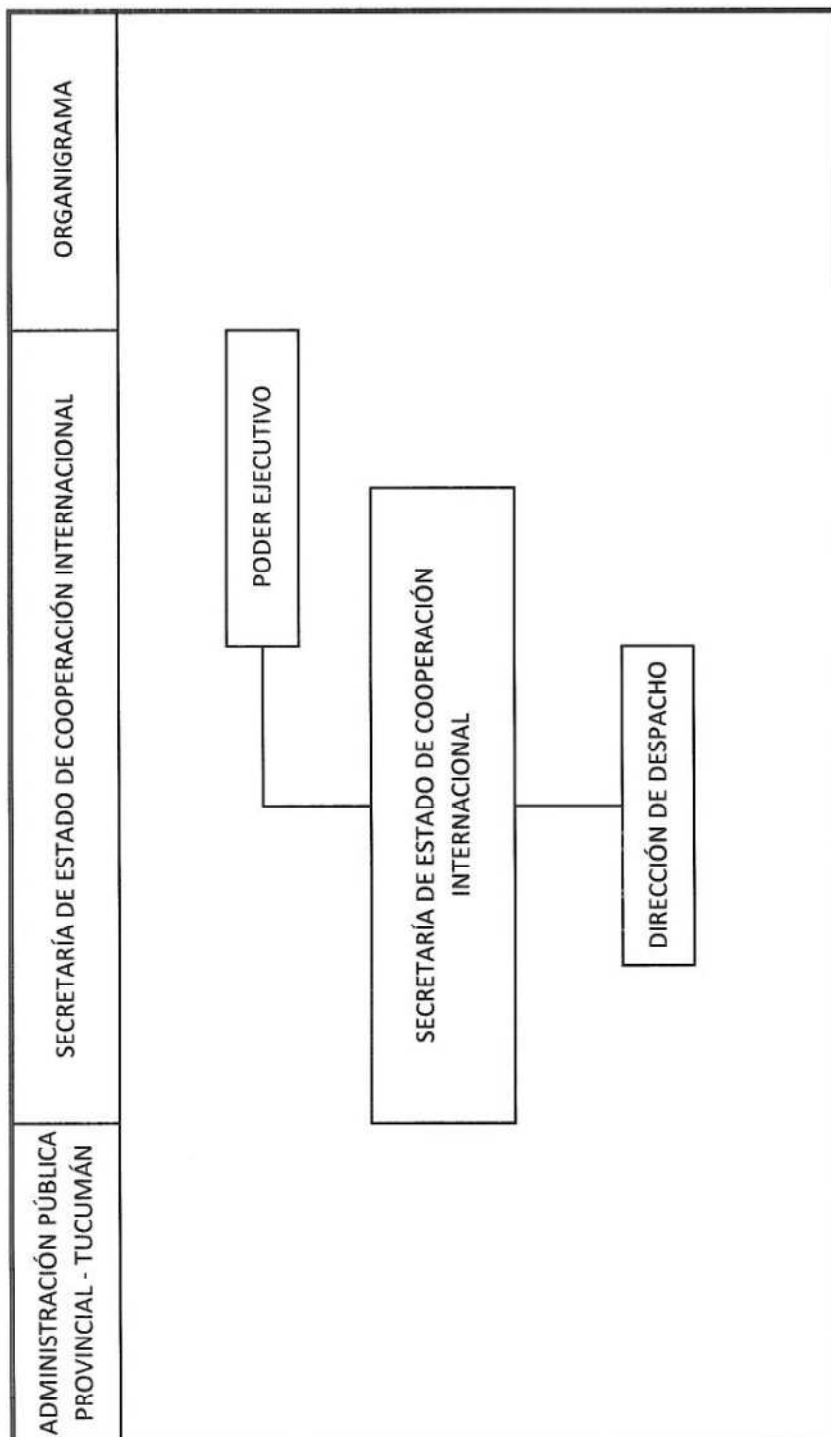 ADMINISTRACIÓN PÚBLICA
PROVINCIAL - TUCUMÁN
SECRETARÍA DE ESTADO DE COOPERACIÓN INTERNACIONAL
ORGANIGRAMA
PODER EJECUTIVO
SECRETARÍA DE ESTADO DE COOPERACIÓN
INTERNACIONAL
DIRECCIÓN DE DESPACHO